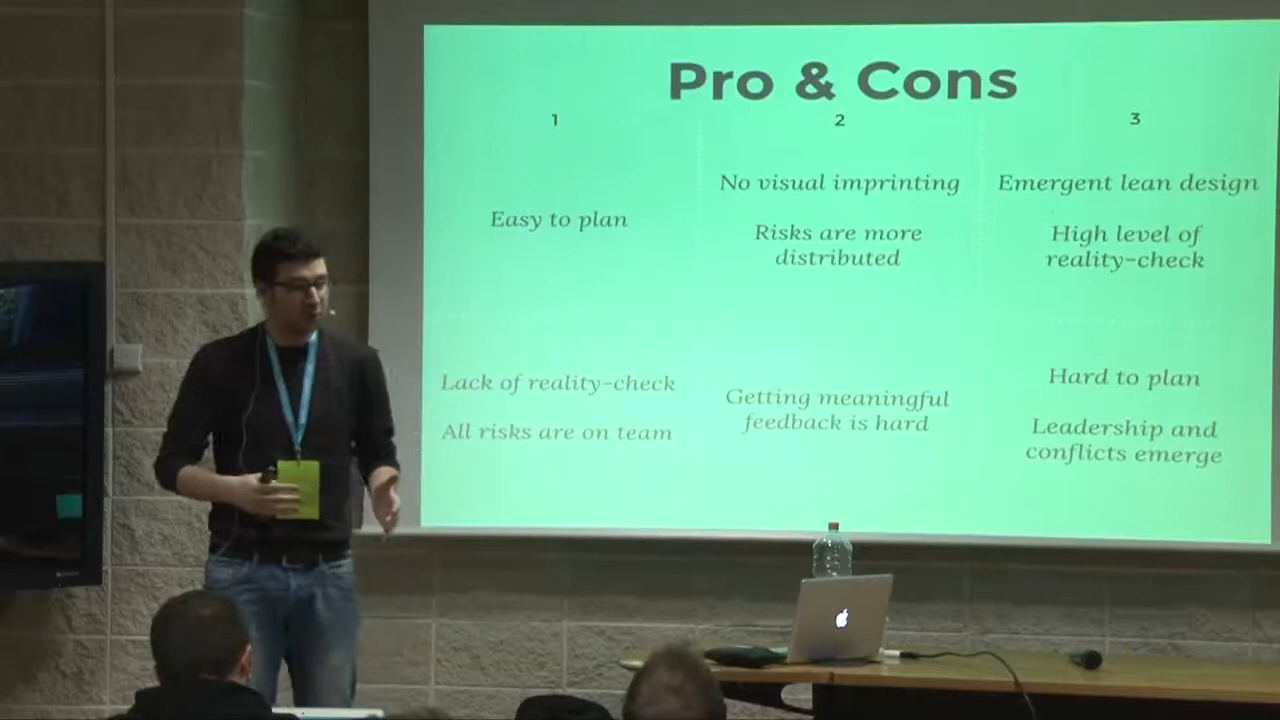 Pro & Cons
1
2
3
Easy to plan
No visual imprinting
Risks are more
distributed
Emergent lean design
High level of
reality-check
Lack of reality-check
All risks are on team
Getting meaningful
feedback is hard
Hard to plan
Leadership and
conflicts emerge